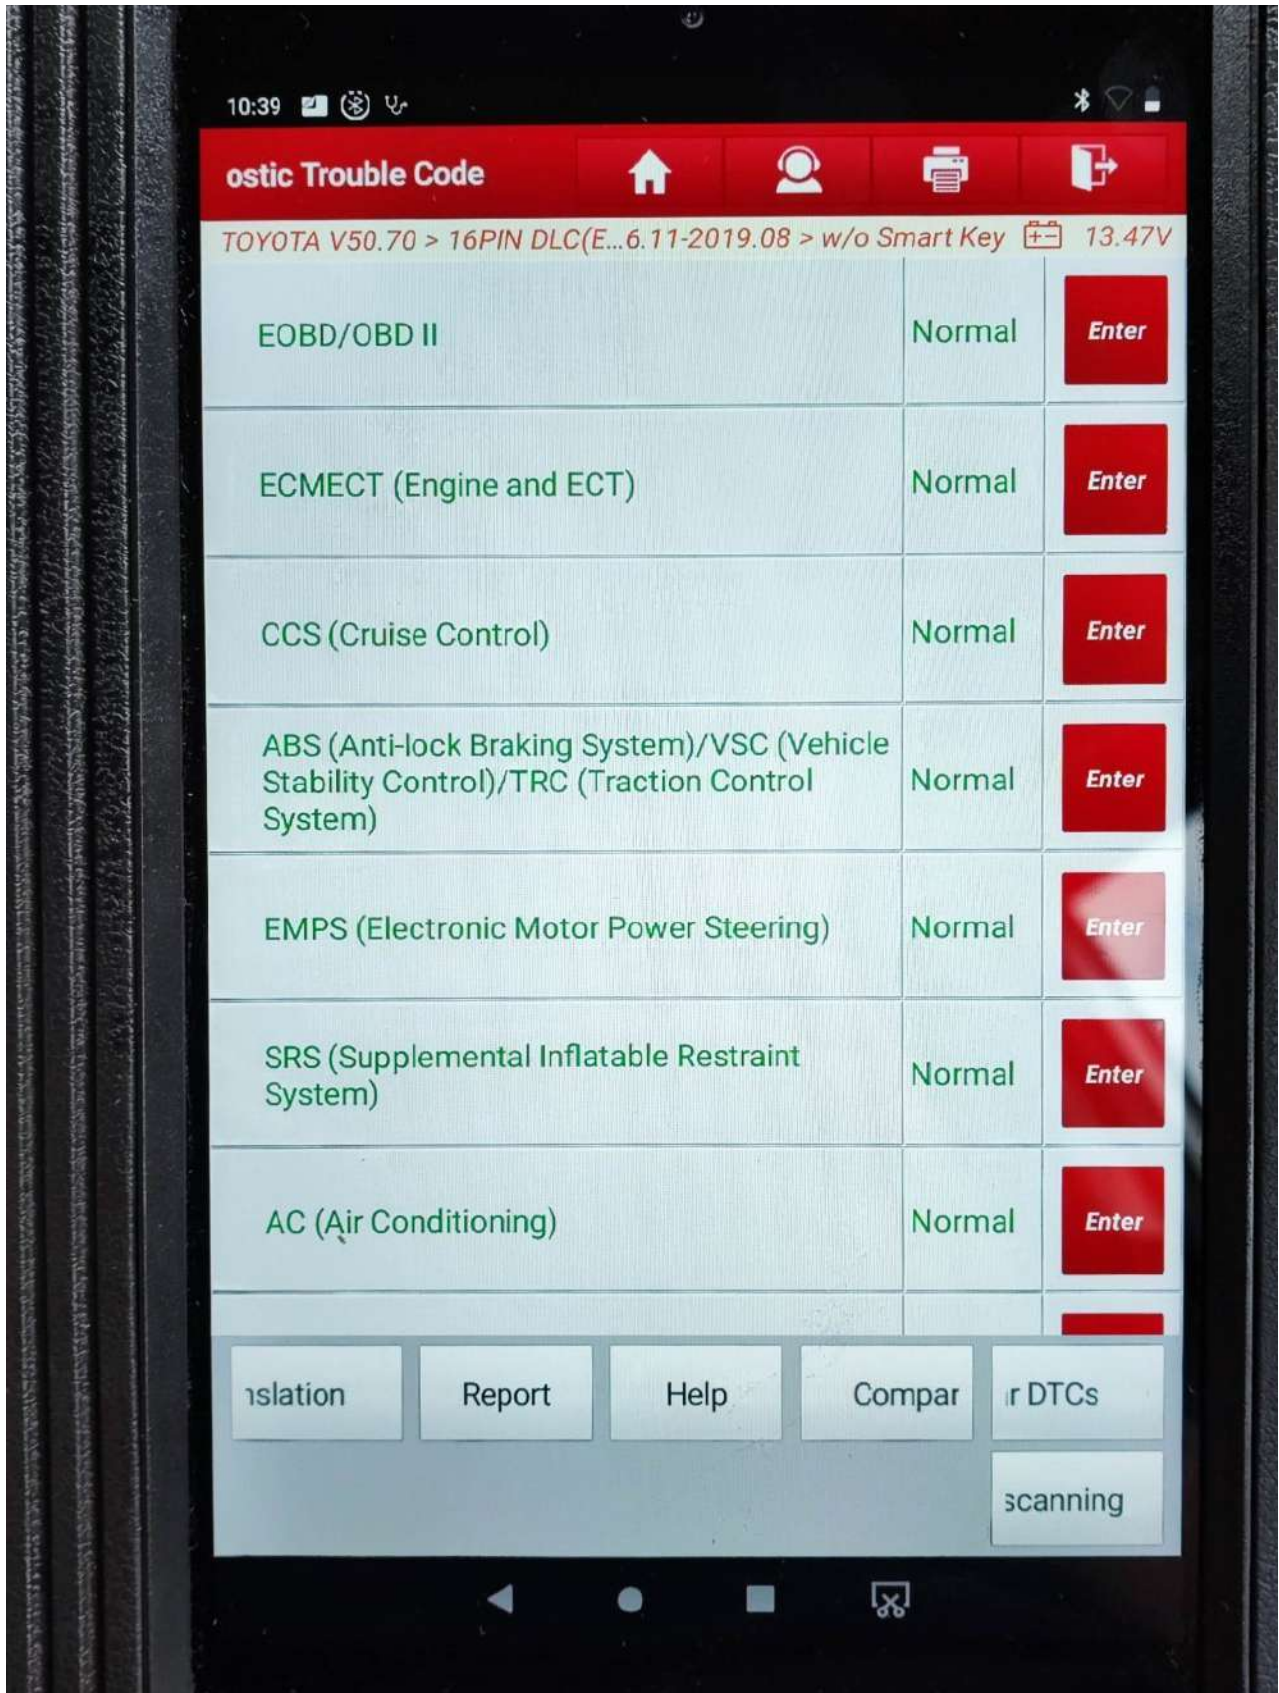 10:39
ostic Trouble Code
TOYOTA V50.70 > 16PIN DLC(E...6.11-2019.08 > w/o Smart Key 13.47V
EOBD/OBD II Normal Enter
ECMECT (Engine and ECT) Normal Enter
CCS (Cruise Control) Normal Enter
ABS (Anti-lock Braking System)/VSC (Vehicle
Stability Control)/TRC (Traction Control Normal Enter
System)
EMPS (Electronic Motor Power Steering) Normal Enter
SRS (Supplemental Inflatable Restraint
System) Normal Enter
AC (Air Conditioning) Normal Enter
nslation Report Help Compar r DTCs
scanning